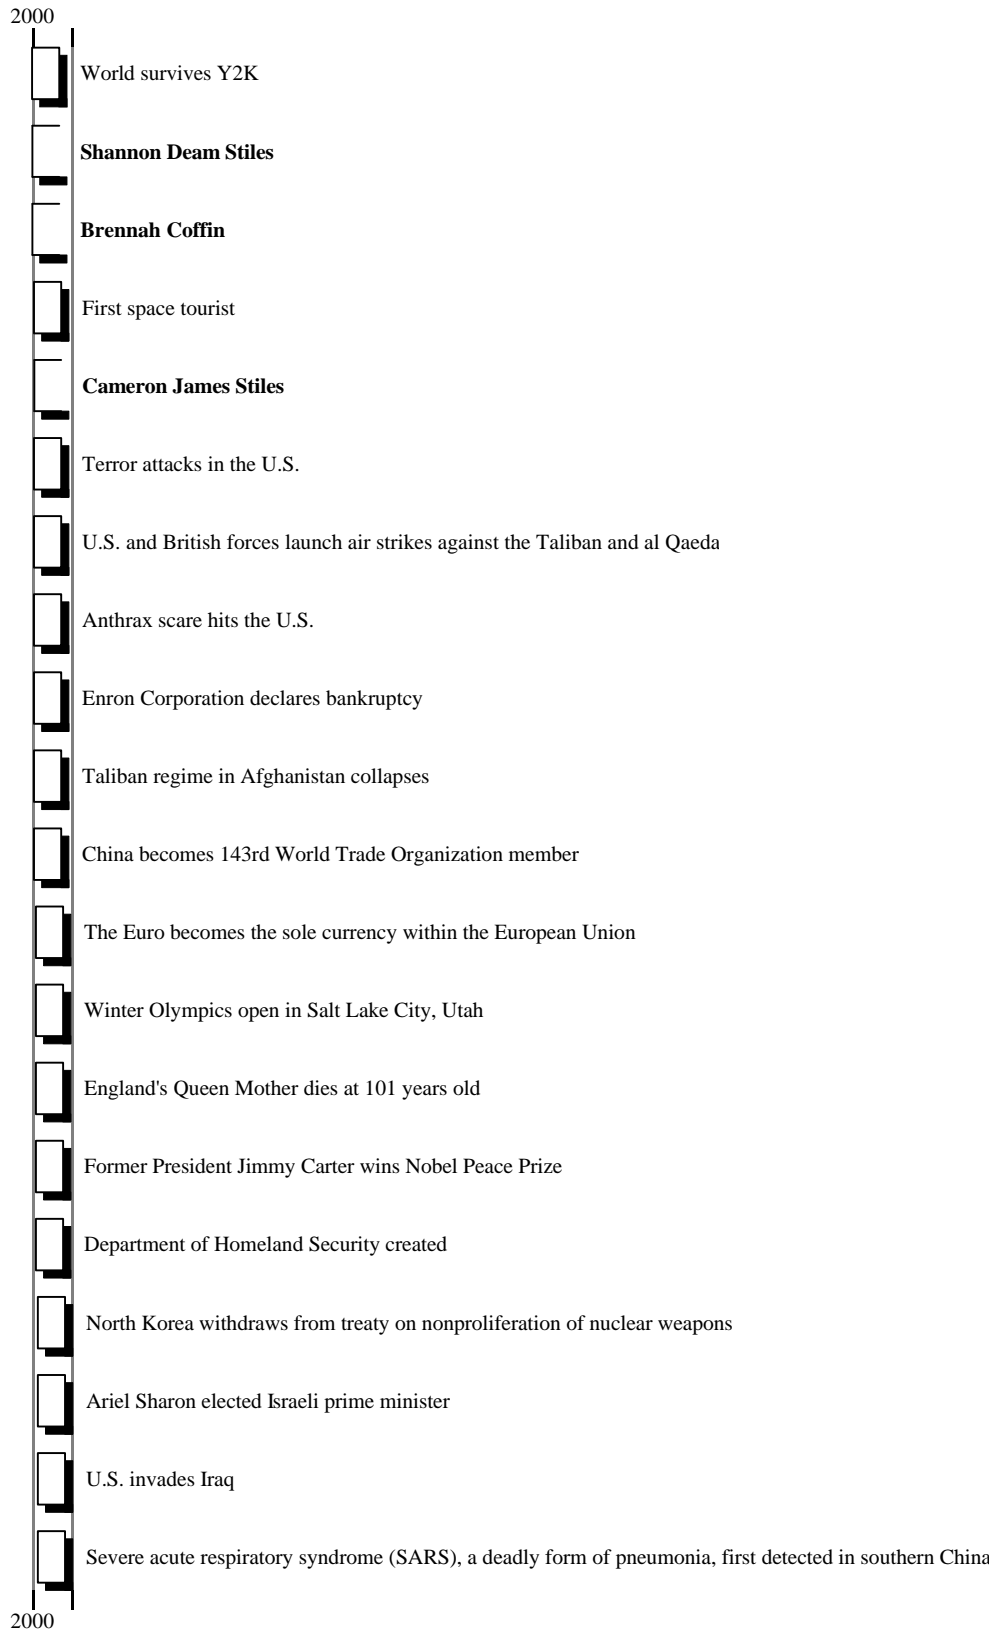 2000
World survives Y2K
Shannon Deam Stiles
Brennah Coffin
First space tourist
Cameron James Stiles
Terror attacks in the U.S.
U.S. and British forces launch air strikes against the Taliban and al Qaeda
Anthrax scare hits the U.S.
Enron Corporation declares bankruptcy
Taliban regime in Afghanistan collapses
China becomes 143rd World Trade Organization member
The Euro becomes the sole currency within the European Union
Winter Olympics open in Salt Lake City, Utah
England's Queen Mother dies at 101 years old
Former President Jimmy Carter wins Nobel Peace Prize
Department of Homeland Security created
North Korea withdraws from treaty on nonproliferation of nuclear weapons
Ariel Sharon elected Israeli prime minister
U.S. invades Iraq
Severe acute respiratory syndrome (SARS), a deadly form of pneumonia, first detected in southern China
2000